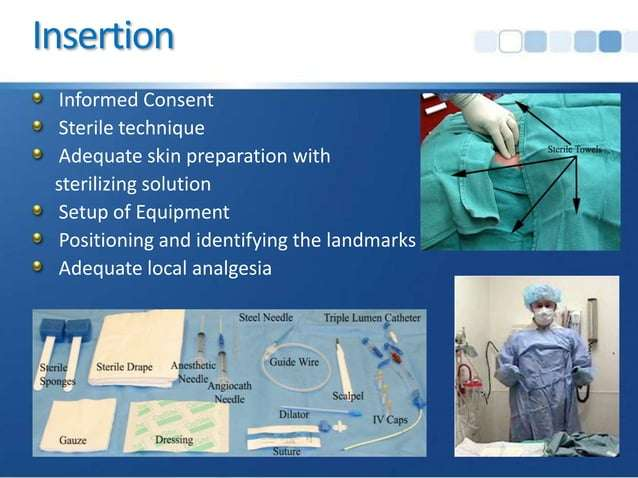 Insertion
Informed Consent
Sterile technique
Adequate skin preparation with
sterilizing solution
Setup of Equipment
Positioning and identifying the landmarks
Adequate local analgesia
Sterile Towels
Steel Needle
Triple Lumen Catheter
Sterile
Sponges
Sterile Drape
Anesthetic
Needle
Angiocath
Needle
Guide Wire
Scalpel
IV Caps
Dilator
Gauze
Dressing
Suture